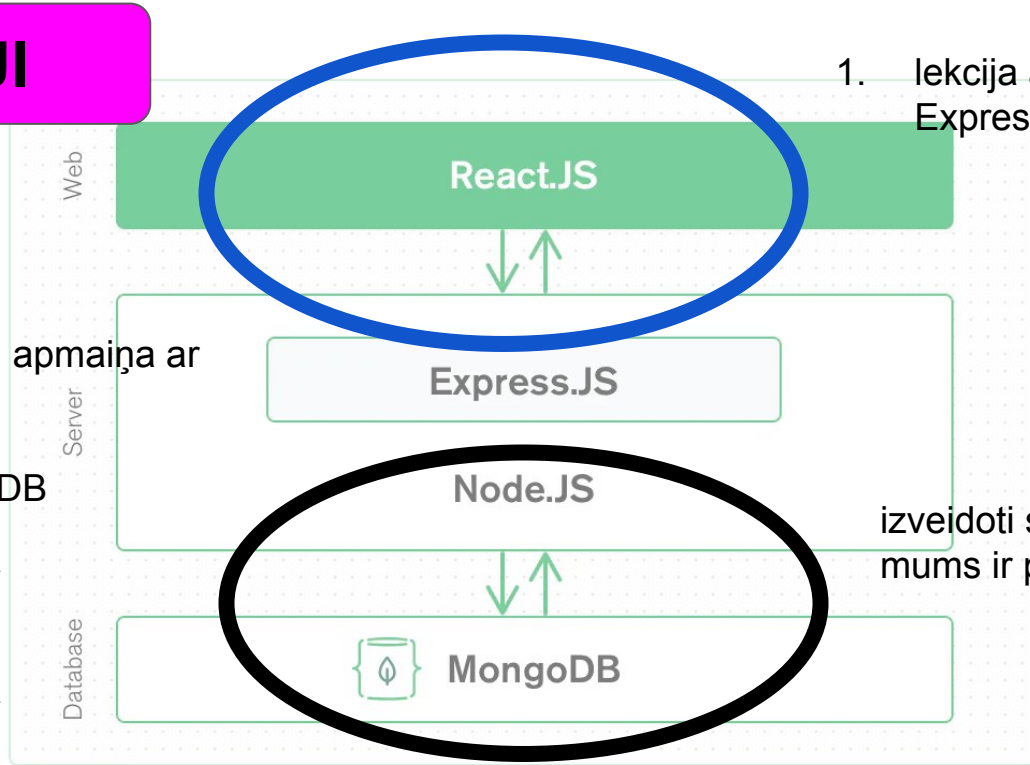 UI
1. lekcija
Expres
Web
React.JS
apmaiņa ar
Express.JS
Server
DB
Node.JS
izveidoti
mums ir
Database
MongoDB